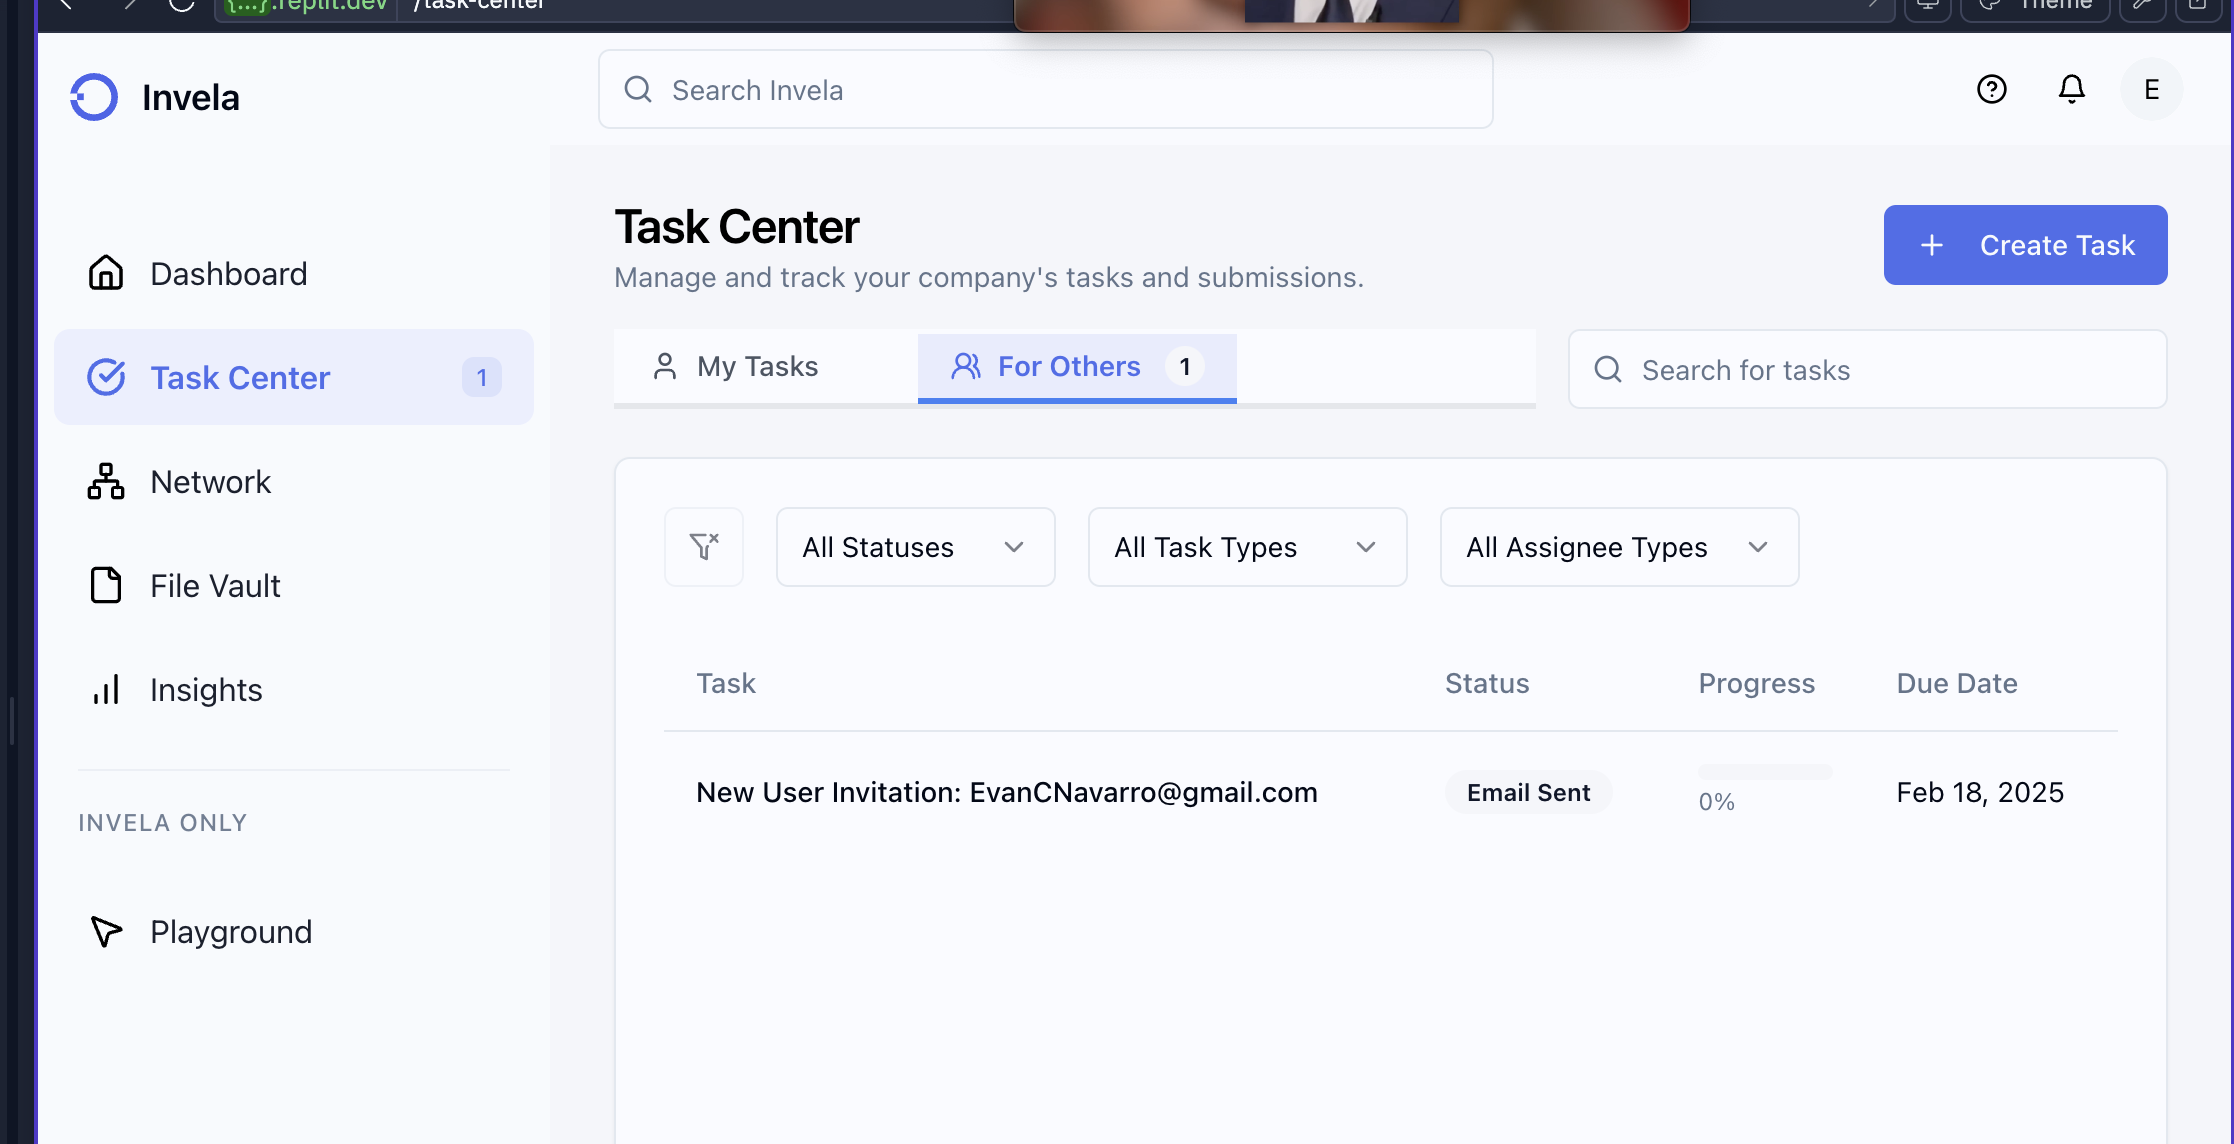 {...}.replit.dev /task-center
Theme
Invela
Search Invela
E
Dashboard
Task Center 1
Network
File Vault
Insights
INVELA ONLY
Playground
Task Center
Manage and track your company's tasks and submissions.
+ Create Task
My Tasks
For Others 1
Search for tasks
All Statuses
All Task Types
All Assignee Types
Task Status Progress Due Date
New User Invitation: EvanCNavarro@gmail.com Email Sent 0% Feb 18, 2025